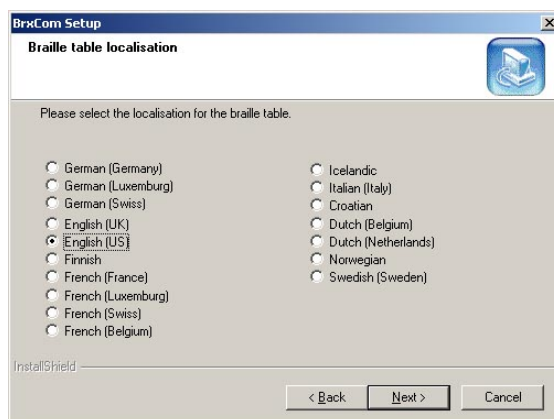 BrxCom Setup
Braille table localisation
Please select the localisation for the braille table.
German (Germany)
German (Luxemburg)
German (Swiss)
English (UK)
English (US)
Finnish
French (France)
French (Luxemburg)
French (Swiss)
French (Belgium)
Icelandic
Italian (Italy)
Croatian
Dutch (Belgium)
Dutch (Netherlands)
Norwegian
Swedish (Sweden)
InstallShield
< Back
Next >
Cancel